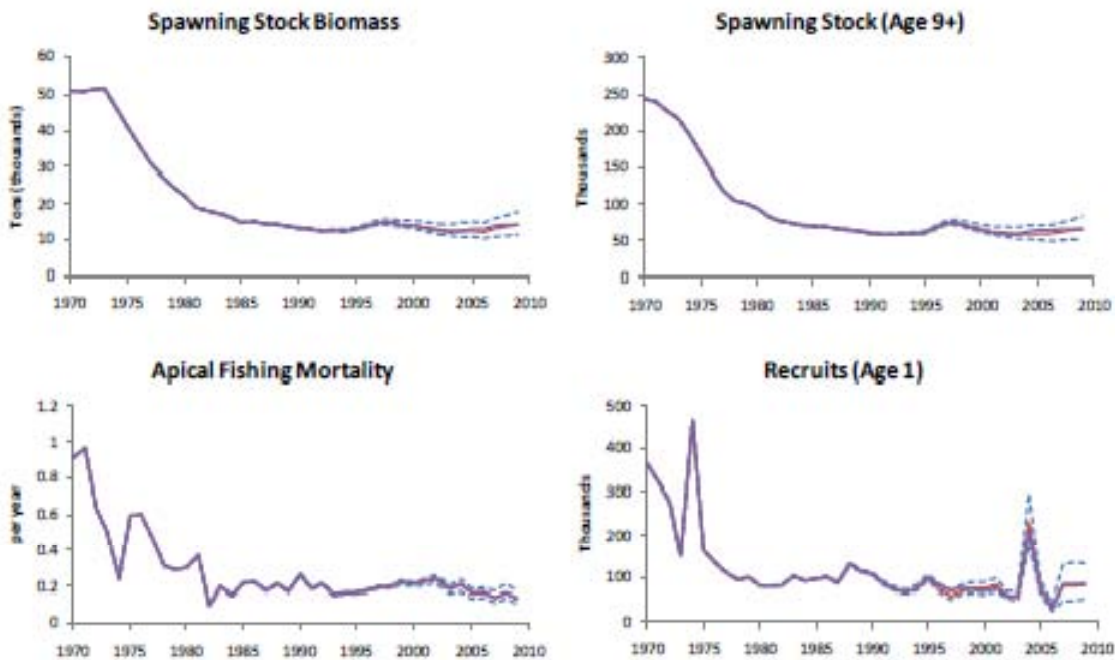 Spawning Stock Biomass
60
50
40
30
20
10
0
Tons (thousands)
1970 1975 1980 1985 1990 1995 2000 2005 2010
Spawning Stock (Age 9+)
300
250
200
150
100
50
0
Thousands
1970 1975 1980 1985 1990 1995 2000 2005 2010
Apical Fishing Mortality
1.2
1
0.8
0.6
0.4
0.2
0
per year
1970 1975 1980 1985 1990 1995 2000 2005 2010
Recruits (Age 1)
500
400
300
200
100
0
Thousands
1970 1975 1980 1985 1990 1995 2000 2005 2010